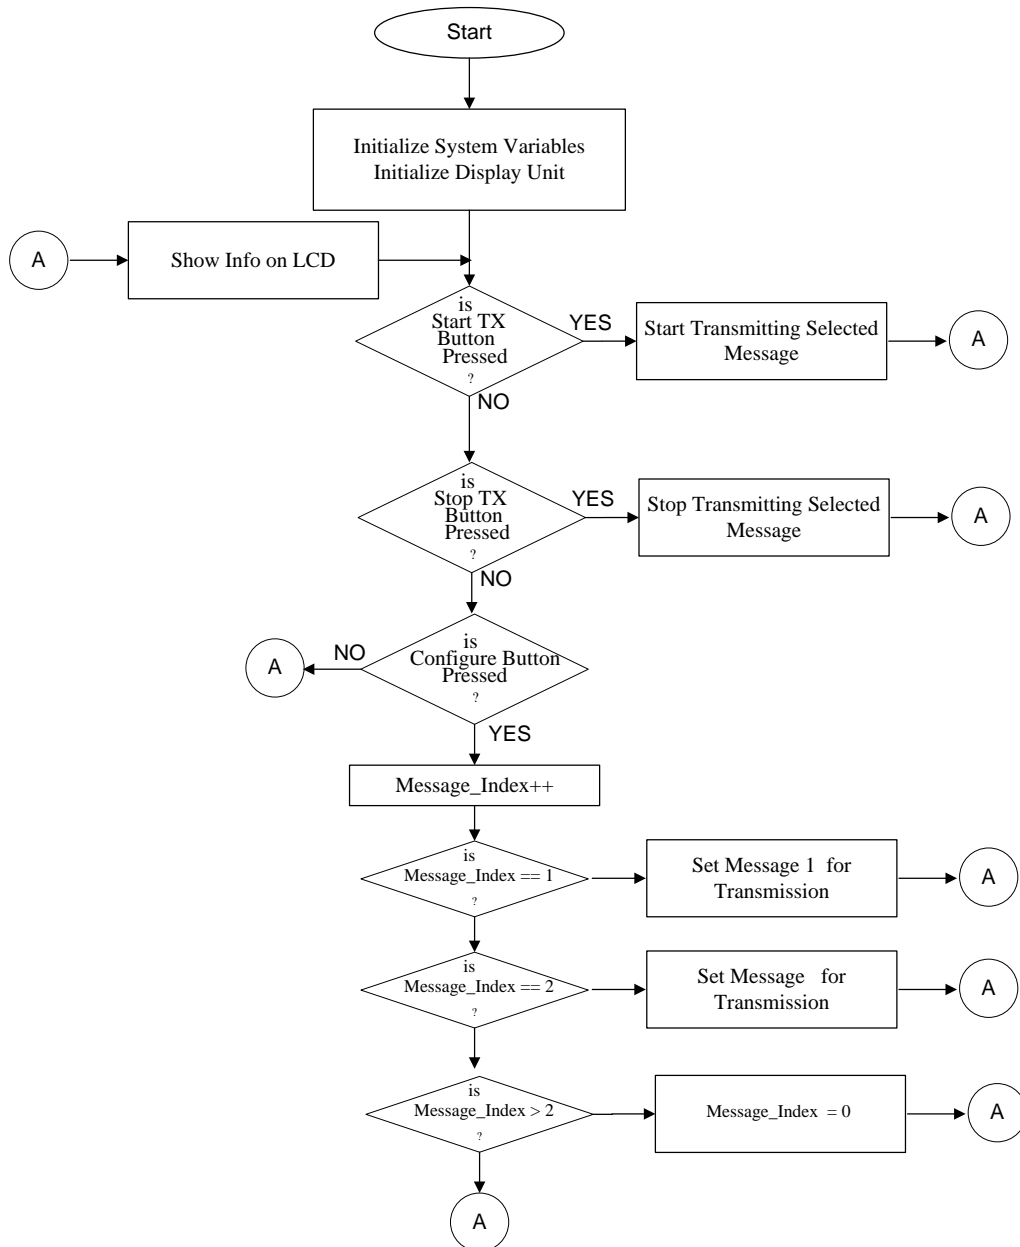 Start
Initialize System Variables
Initialize Display Unit
A
Show Info on LCD
is
Start TX
Button
Pressed
?
YES
Start Transmitting Selected
Message
A
NO
is
Stop TX
Button
Pressed
?
YES
Stop Transmitting Selected
Message
A
NO
is
Configure Button
Pressed
?
NO
A
YES
Message_Index++
is
Message_Index == 1
?
Set Message 1 for
Transmission
A
is
Message_Index == 2
?
Set Message for
Transmission
A
is
Message_Index > 2
?
Message_Index = 0
A
A